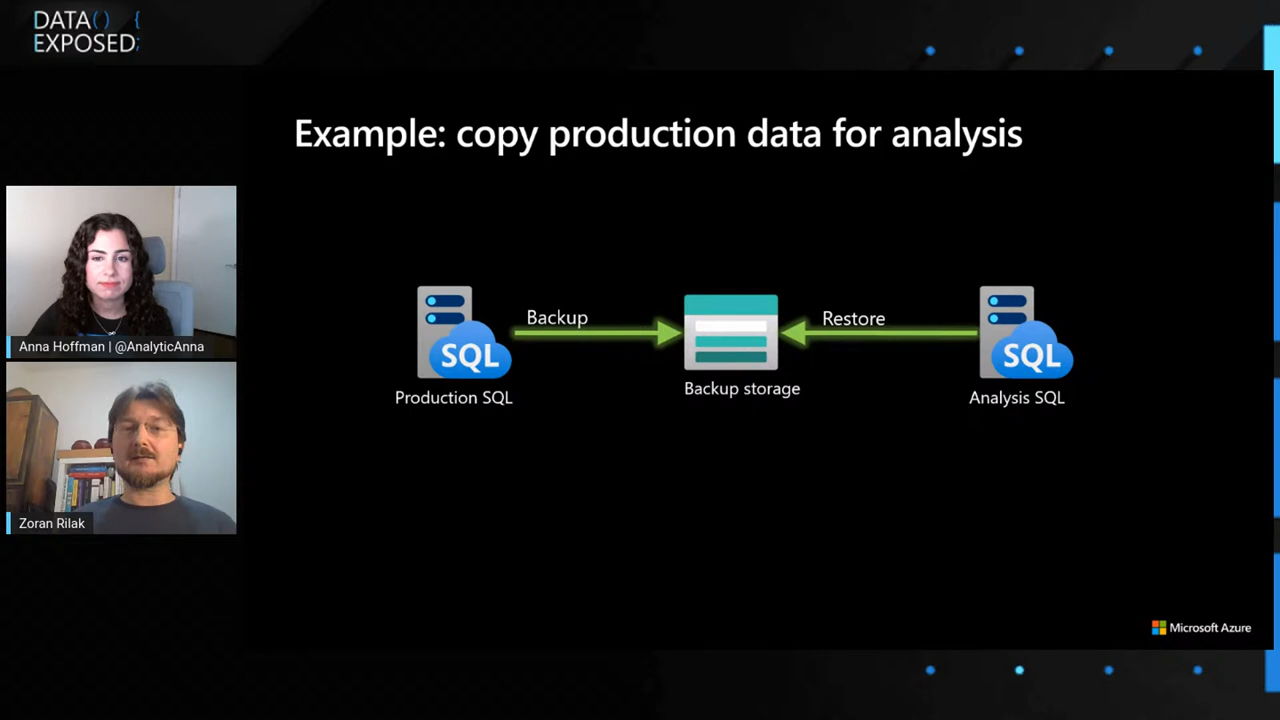 DATA() {
EXPOSED;
Example: copy production data for analysis
Backup
Restore
SQL
SQL
Production SQL
Backup storage
Analysis SQL
Anna Hoffman | @AnalyticAnna
Zoran Rilak
Microsoft Azure